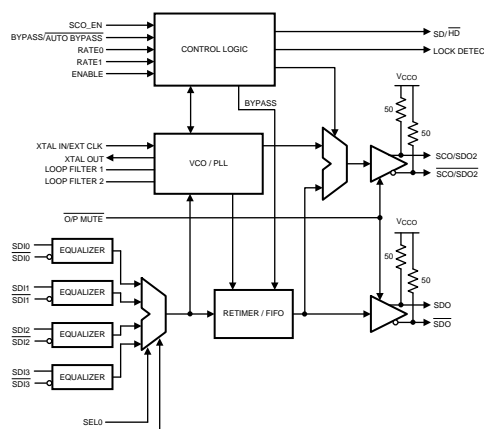 SCO_EN
BYPASS/AUTO BYPASS
RATE0
RATE1
ENABLE
CONTROL LOGIC
SD/HD
LOCK DETEC
BYPASS
XTAL IN/EXT CLK
XTAL OUT
LOOP FILTER 1
LOOP FILTER 2
VCO / PLL
VCCO
50
50
SCO/SDO2
SCO/SDO2
O/P MUTE
VCCO
50
50
SDI0
SDI0
EQUALIZER
SDI1
SDI1
EQUALIZER
SDI2
SDI2
EQUALIZER
SDI3
SDI3
EQUALIZER
RETIMER / FIFO
SDO
SDO
SEL0